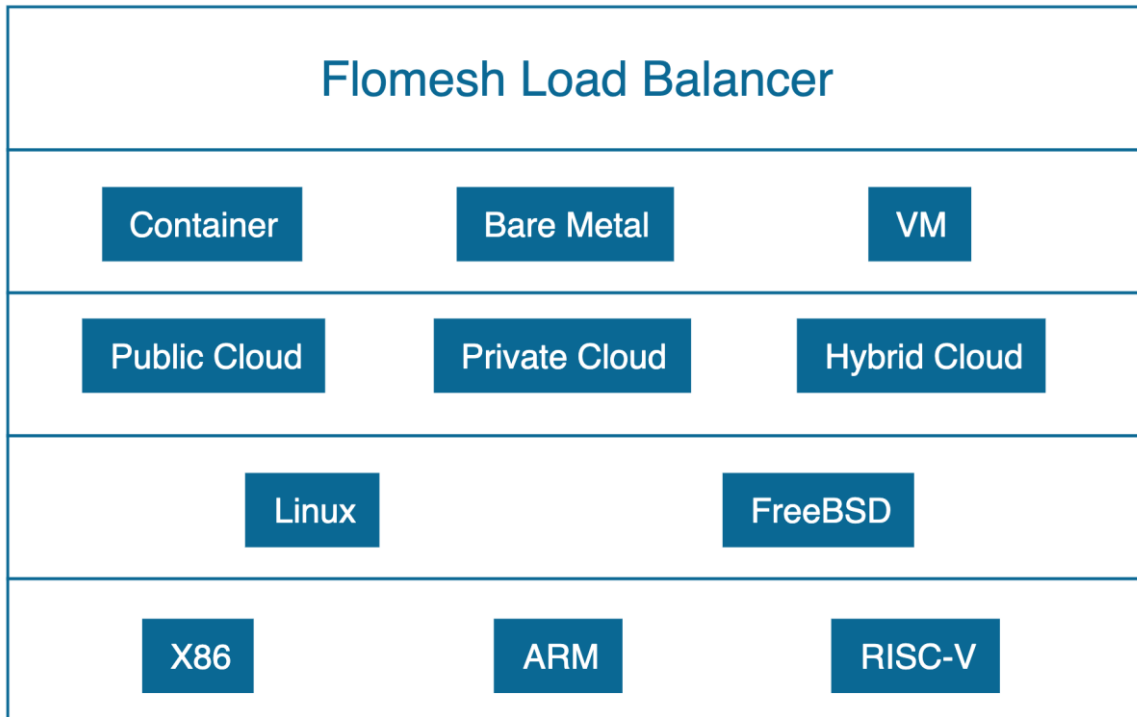 Flomesh Load Balancer
Container Bare Metal VM
Public Cloud Private Cloud Hybrid Cloud
Linux FreeBSD
X86 ARM RISC-V